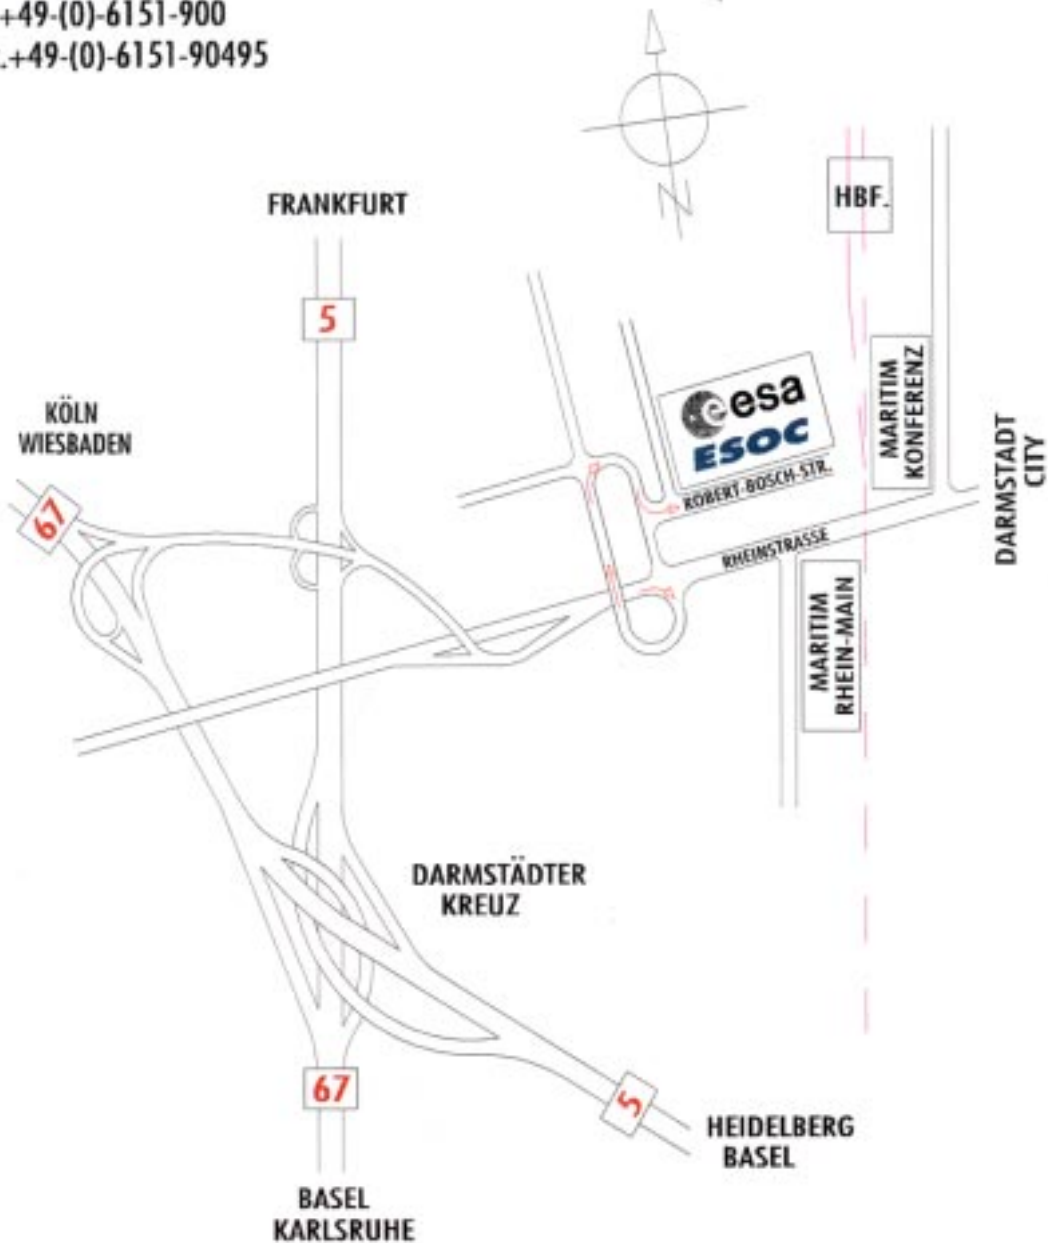 +49-(0)-6151-900
.+49-(0)-6151-90495
N
FRANKFURT
HBF.
5
MARITIM
KONFERENZ
esa
ESOC
KÖLN
WIESBADEN
DARMSTADT
CITY
67
ROBERT-BOSCH-STR.
RHEINSTRASSE
MARITIM
RHEIN-MAIN
DARMSTÄDTER
KREUZ
67
5
HEIDELBERG
BASEL
BASEL
KARLSRUHE